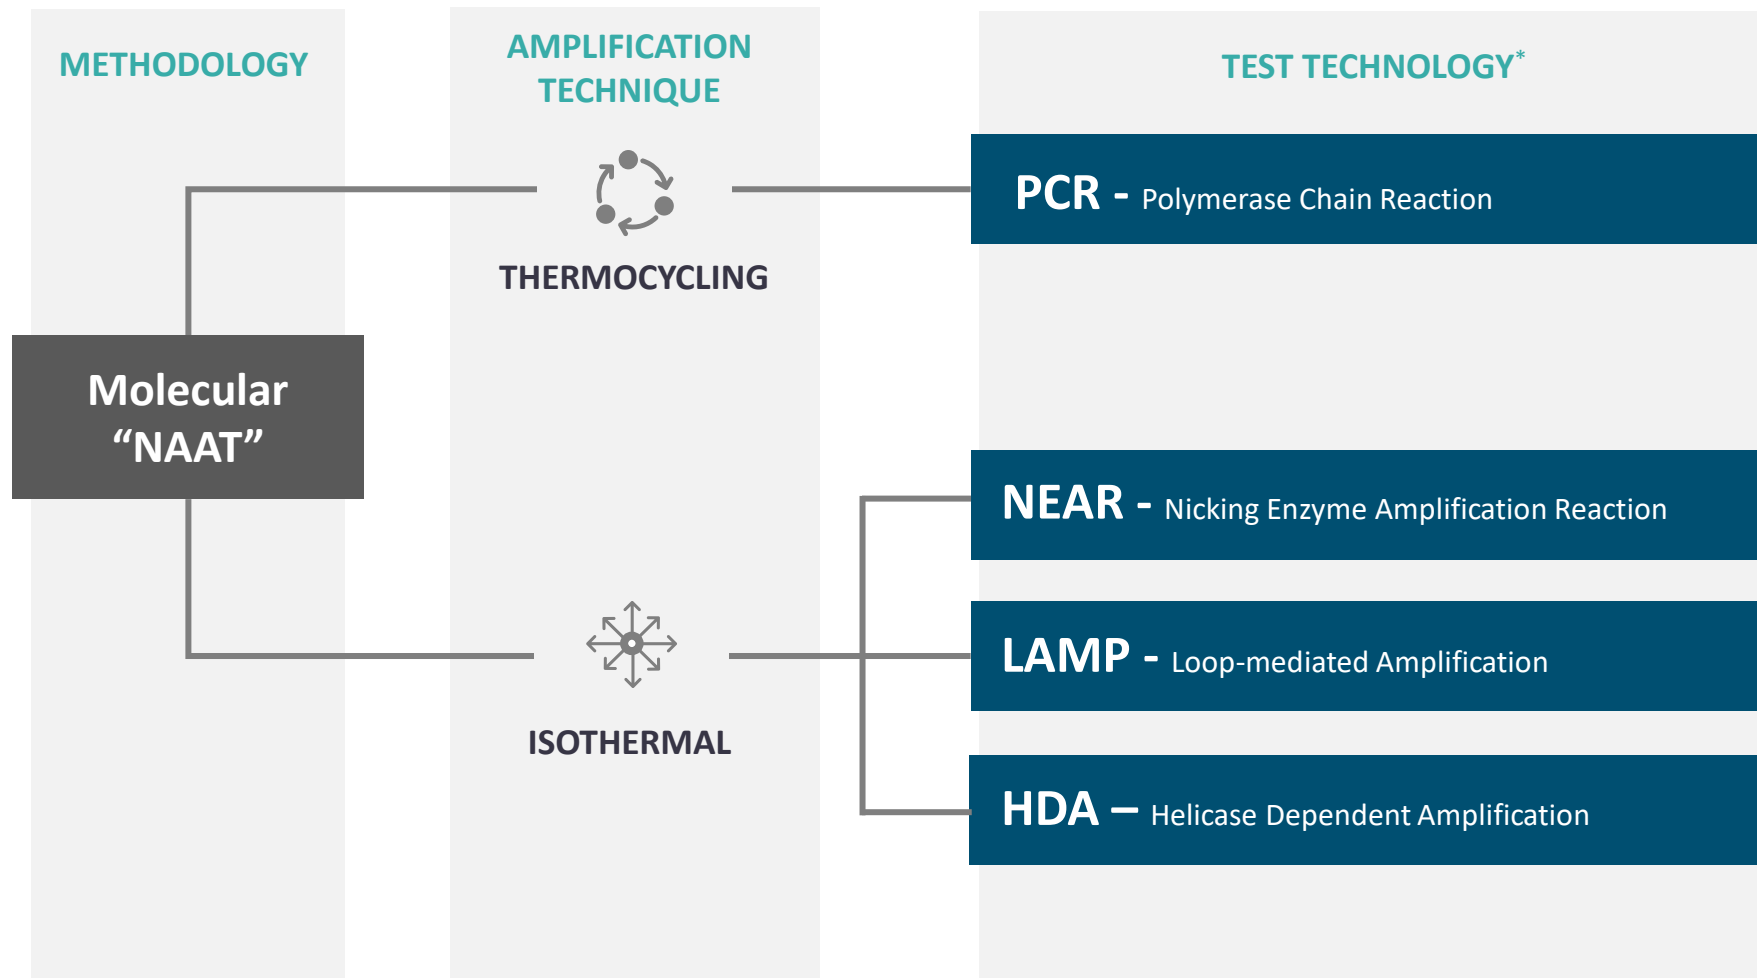 METHODOLOGY
AMPLIFICATION
TECHNIQUE
TEST TECHNOLOGY*
PCR - Polymerase Chain Reaction
THERMOCYCLING
Molecular
“NAAT”
NEAR - Nicking Enzyme Amplification Reaction
LAMP - Loop-mediated Amplification
ISOTHERMAL
HDA – Helicase Dependent Amplification